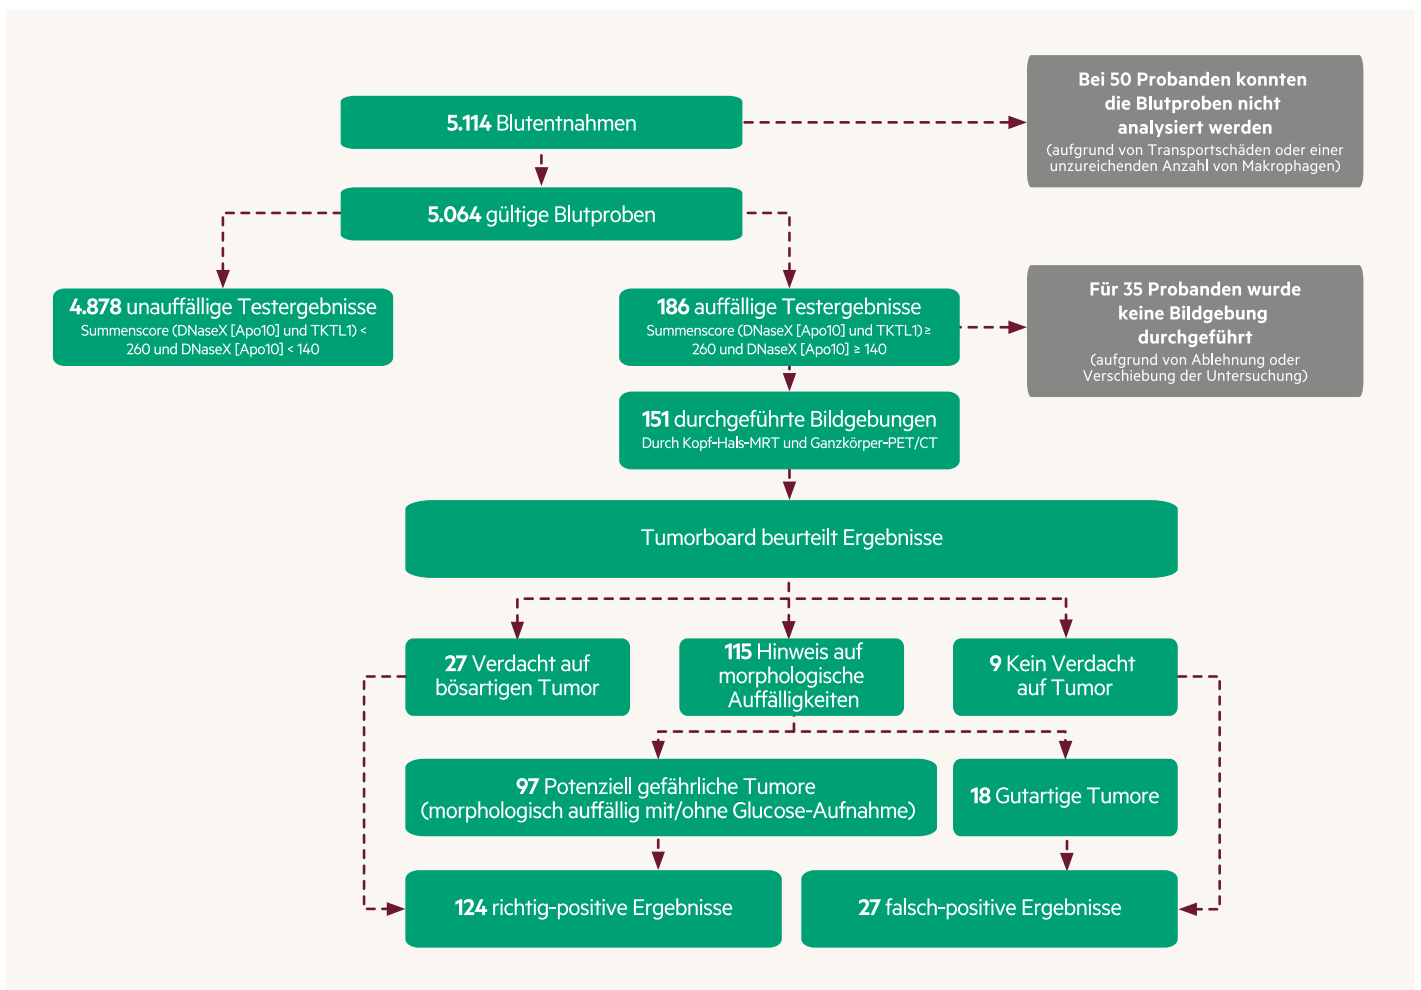 5.114 Blutentnahmen
Bei 50 Probanden konnten
die Blutproben nicht
analysiert werden
(aufgrund von Transportschäden oder einer
unzureichenden Anzahl von Makrophagen)
5.064 gültige Blutproben
4.878 unauffällige Testergebnisse
Summenscore (DNaseX [Apo10] und TKTL1) <
260 und DNaseX [Apo10] < 140
186 auffällige Testergebnisse
Summenscore (DNaseX [Apo10] und TKTL1) ≥
260 und DNaseX [Apo10] ≥ 140
Für 35 Probanden wurde
keine Bildgebung
durchgeführt
(aufgrund von Ablehnung oder
Verschiebung der Untersuchung)
151 durchgeführte Bildgebungen
Durch Kopf-Hals-MRT und Ganzkörper-PET/CT
Tumorboard beurteilt Ergebnisse
27 Verdacht auf
bösartigen Tumor
115 Hinweis auf
morphologische
Auffälligkeiten
9 Kein Verdacht
auf Tumor
97 Potenziell gefährliche Tumore
(morphologisch auffällig mit/ohne Glucose-Aufnahme)
18 Gutartige Tumore
124 richtig-positive Ergebnisse
27 falsch-positive Ergebnisse